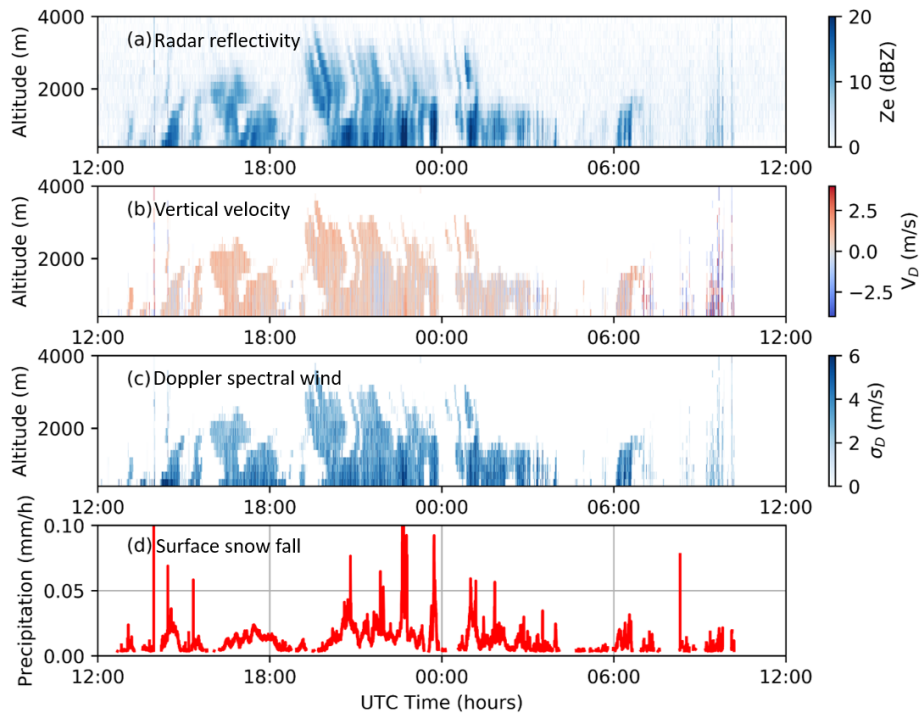 (a) Radar reflectivity
4000
2000
Altitude (m)
12:00 18:00 00:00 06:00 12:00
20
10
0
Ze (dBZ)
(b) Vertical velocity
4000
2000
Altitude (m)
12:00 18:00 00:00 06:00 12:00
2.5
0.0
−2.5
V_D (m/s)
(c) Doppler spectral wind
4000
2000
Altitude (m)
12:00 18:00 00:00 06:00 12:00
6
4
2
0
σ_D (m/s)
(d) Surface snow fall
0.10
0.05
0.00
Precipitation (mm/h)
12:00 18:00 00:00 06:00 12:00
UTC Time (hours)